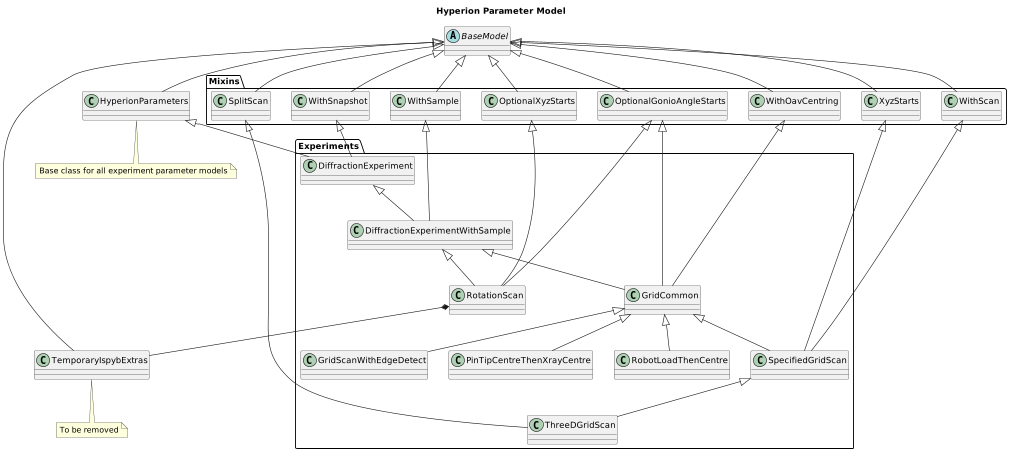 Hyperion Parameter Model
A BaseModel
Mixins
C HyperionParameters
C SplitScan
C WithSnapshot
C WithSample
C OptionalXyzStarts
C OptionalGonioAngleStarts
C WithOavCentring
C XyzStarts
C WithScan
Experiments
Base class for all experiment parameter models
C DiffractionExperiment
C DiffractionExperimentWithSample
C RotationScan
C GridCommon
C TemporaryIspybExtras
C GridScanWithEdgeDetect
C PinTipCentreThenXrayCentre
C RobotLoadThenCentre
C SpecifiedGridScan
To be removed
C ThreeDGridScan